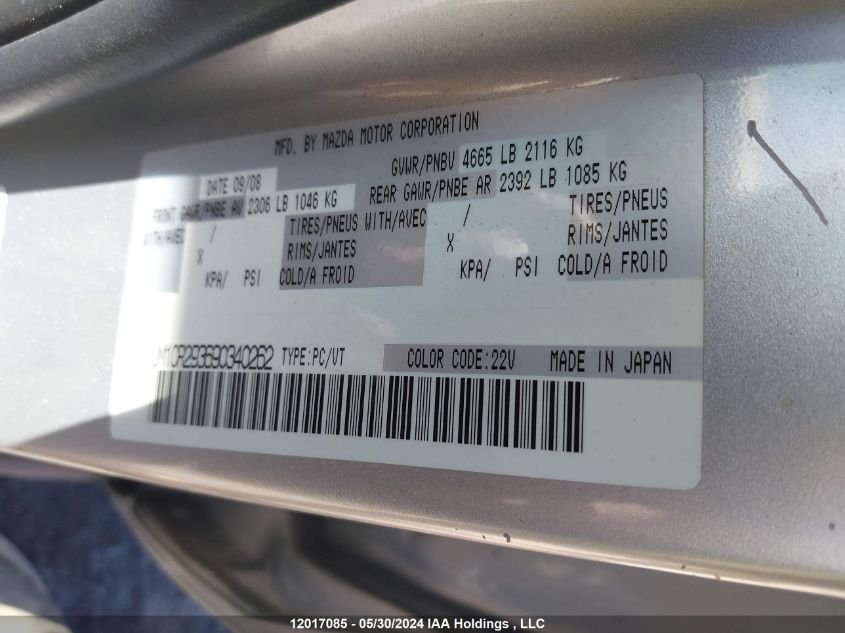 MFD. BY MAZDA MOTOR CORPORATION
DATE 09/08 GVWR/PNBV 4665 LB 2116 KG
FRONT GAWR/PNBE AV 2306 LB 1046 KG REAR GAWR/PNBE AR 2392 LB 1085 KG
WITH/AVEC / TIRES/PNEUS WITH/AVEC / TIRES/PNEUS
X RIMS/JANTES X RIMS/JANTES
KPA/ PSI COLD/A FROID KPA/ PSI COLD/A FROID
JM1CR293690340262 TYPE:PC/VT COLOR CODE:22V MADE IN JAPAN
12017085 - 05/30/2024 IAA Holdings , LLC